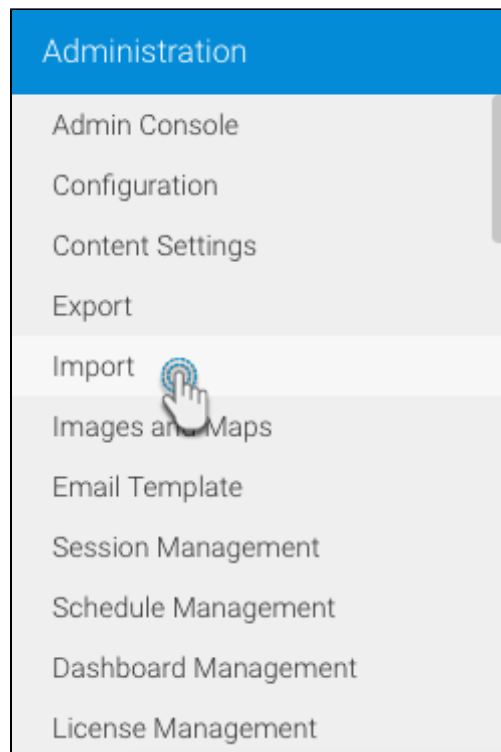 Administration
Admin Console
Configuration
Content Settings
Export
Import
Images and Maps
Email Template
Session Management
Schedule Management
Dashboard Management
License Management